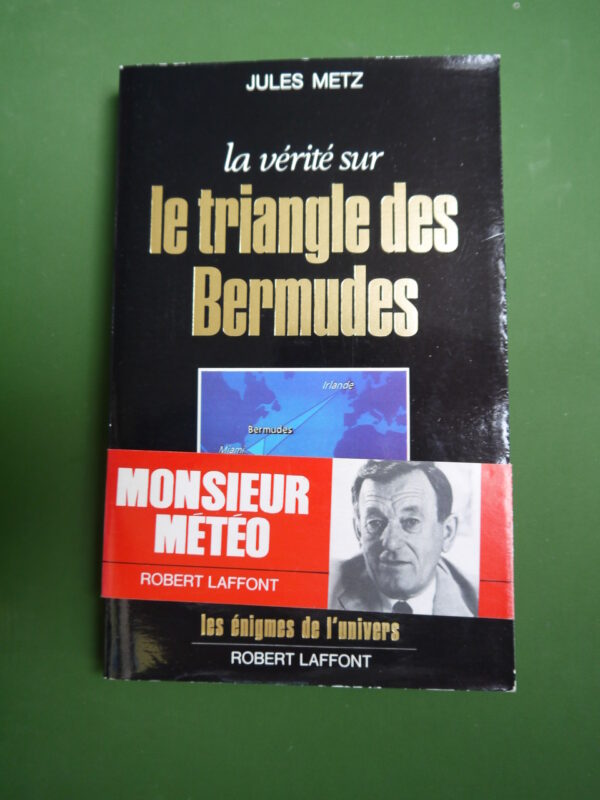 JULES METZ
la vérité sur
le triangle des
Bermudes
Irlande
Bermudes
Miami
MONSIEUR
MÉTÉO
ROBERT LAFFONT
les énigmes de l'univers
ROBERT LAFFONT